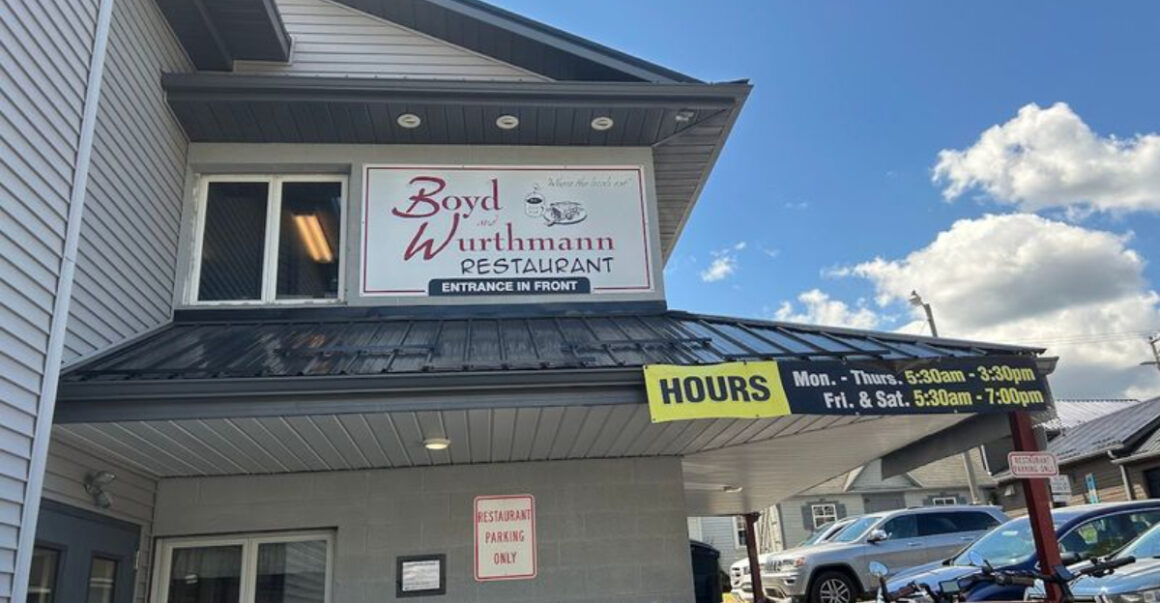 "Where the locals eat"
Boyd
and
Wurthmann
RESTAURANT
ENTRANCE IN FRONT
HOURS
Mon. - Thurs. 5:30am - 3:30pm
Fri. & Sat. 5:30am - 7:00pm
RESTAURANT
PARKING
ONLY
RESTAURANT